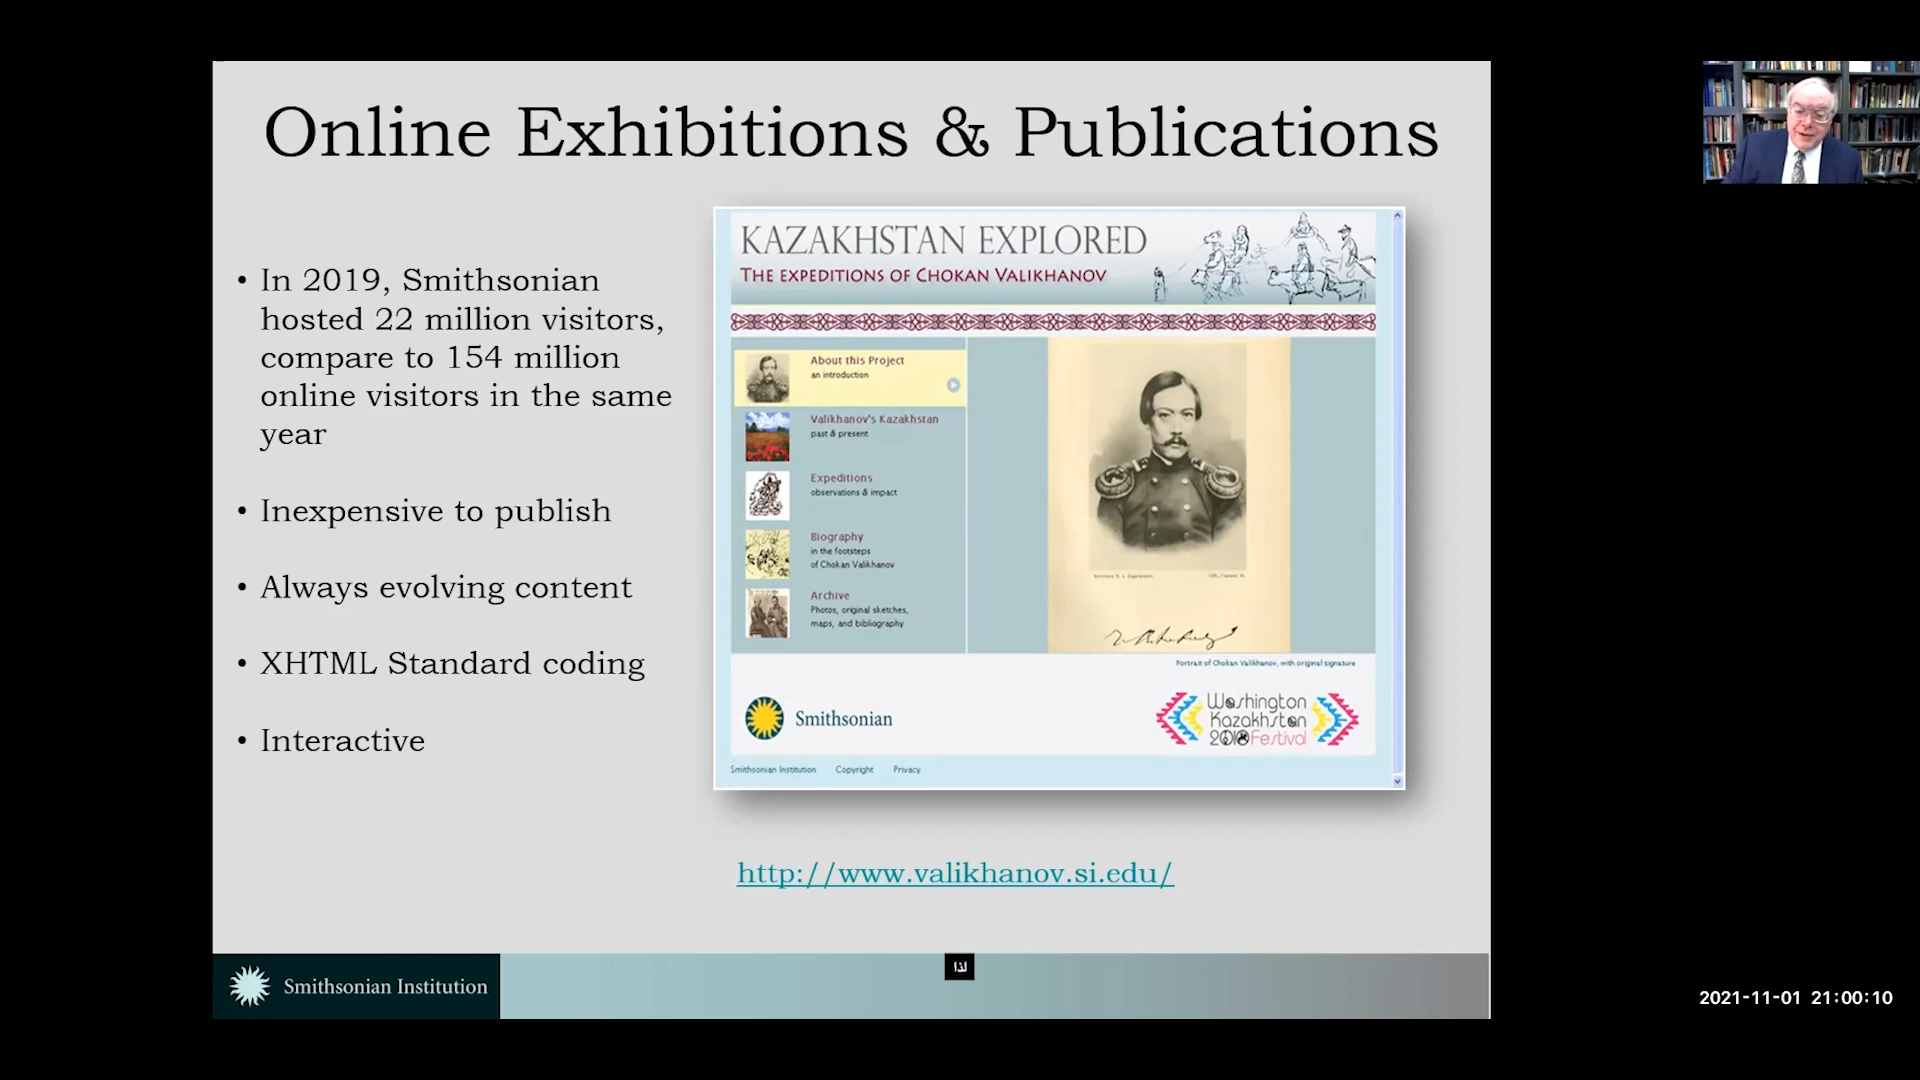 Online Exhibitions & Publications
• In 2019, Smithsonian
hosted 22 million visitors,
compare to 154 million
online visitors in the same
year
• Inexpensive to publish
• Always evolving content
• XHTML Standard coding
• Interactive
KAZAKHSTAN EXPLORED
THE EXPEDITIONS OF CHOKAN VALIKHANOV
About this Project
an introduction
Valikhanov's Kazakhstan
past & present
Expeditions
observations & impact
Biography
in the footsteps
of Chokan Valikhanov
Archive
Photos, original sketches,
maps, and bibliography
Portrait of Chokan Valikhanov, with original signature
Smithsonian
Washington
Kazakhstan
2010 Festival
Smithsonian Institution Copyright Privacy
http://www.valikhanov.si.edu/
Smithsonian Institution
لذا
2021-11-01 21:00:10